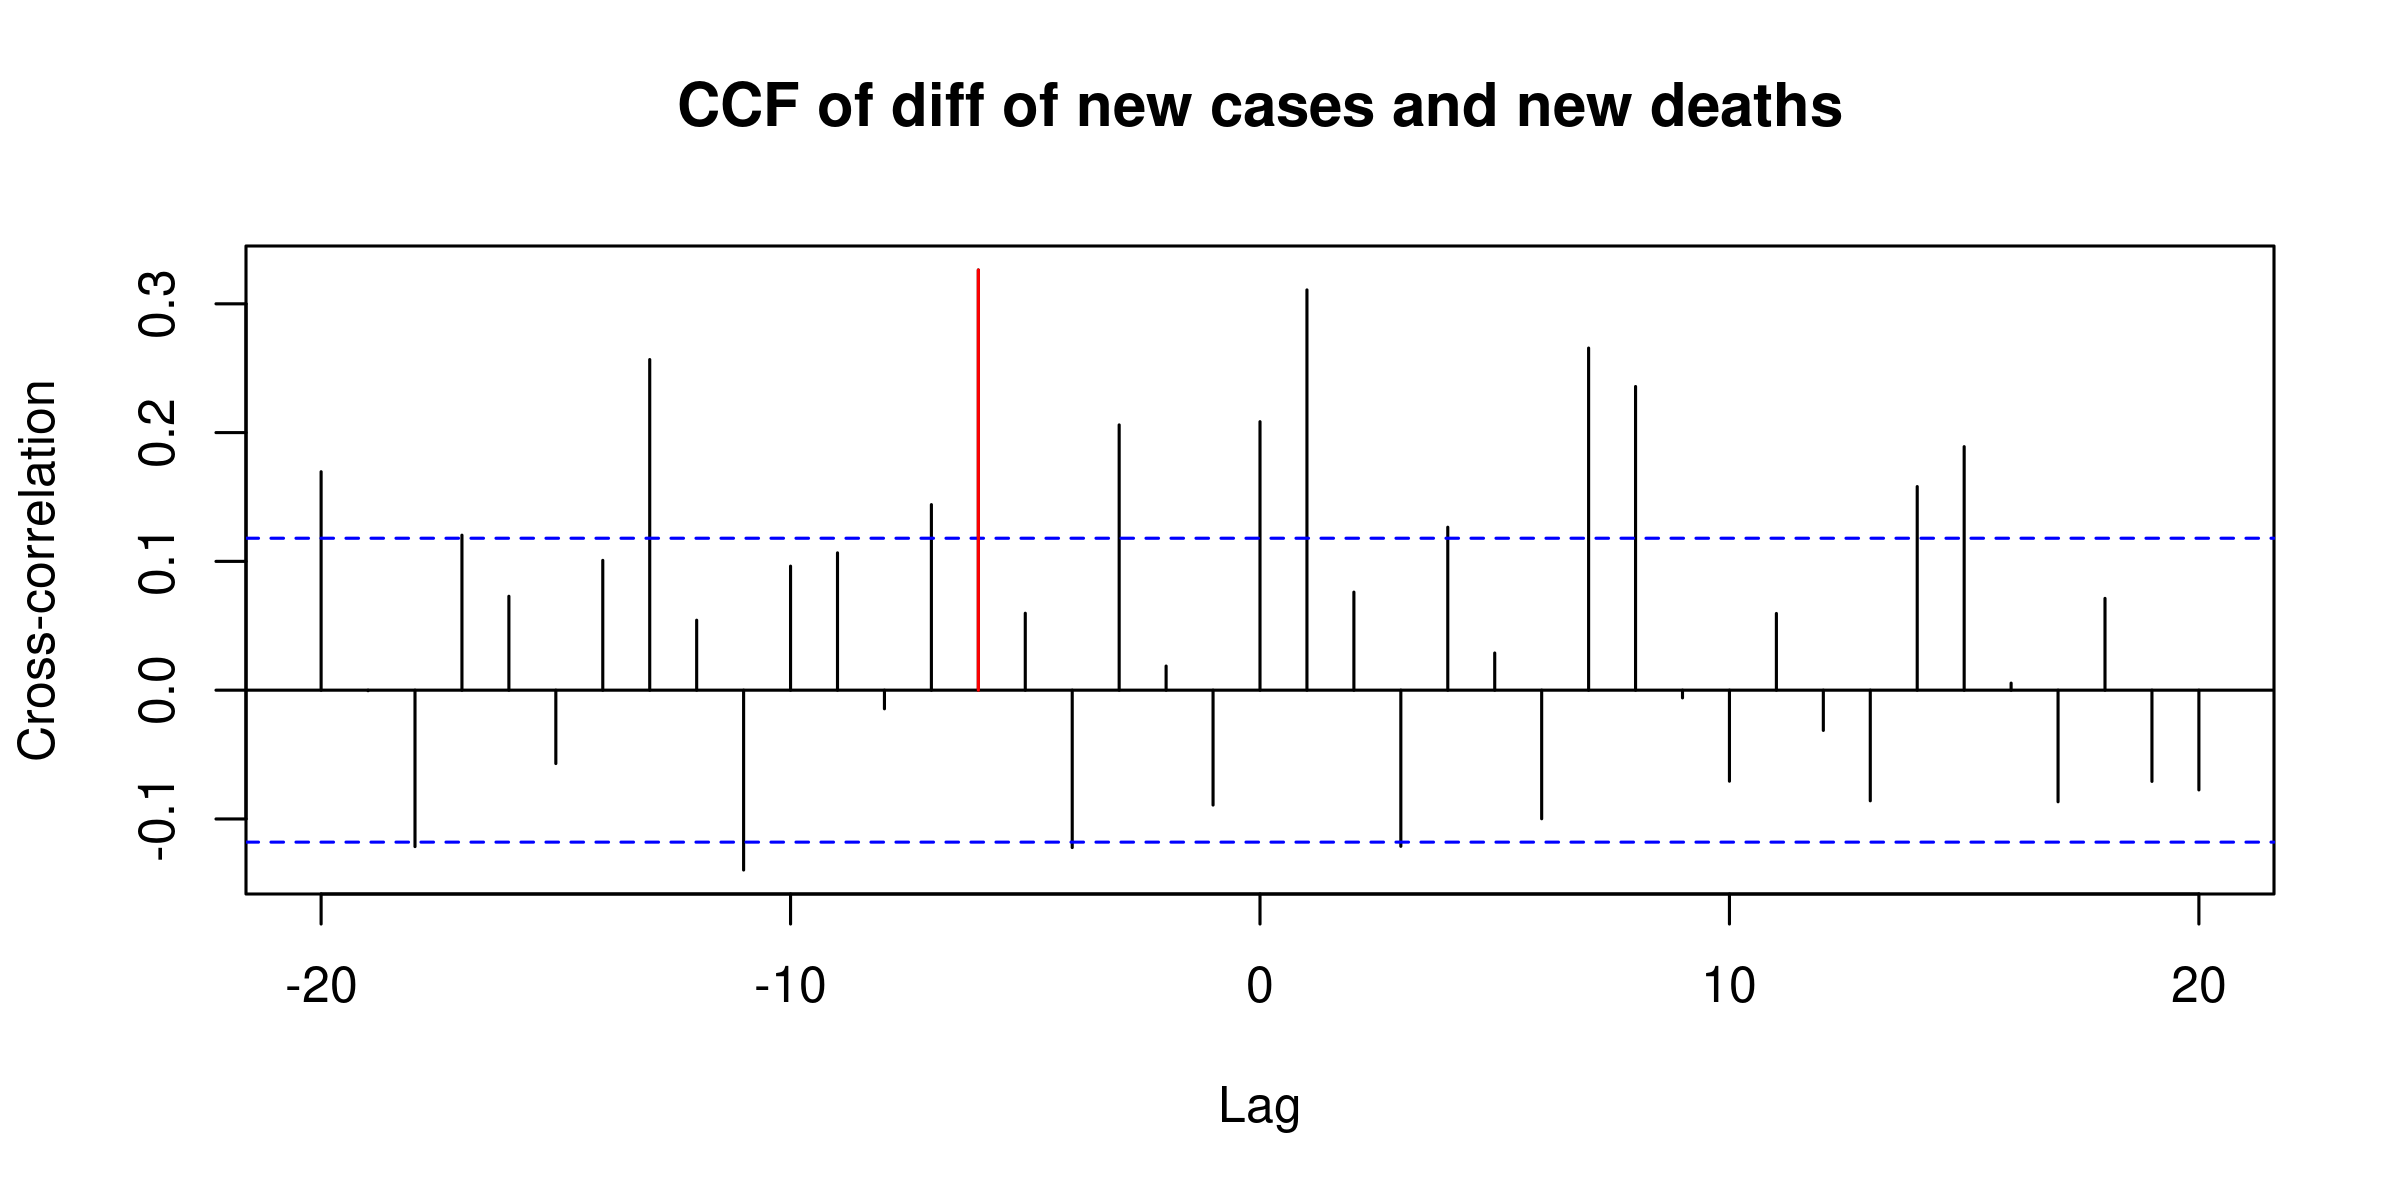 CCF of diff of new cases and new deaths
Cross-correlation
0.3
0.2
0.1
0.0
-0.1
-20 -10 0 10 20
Lag